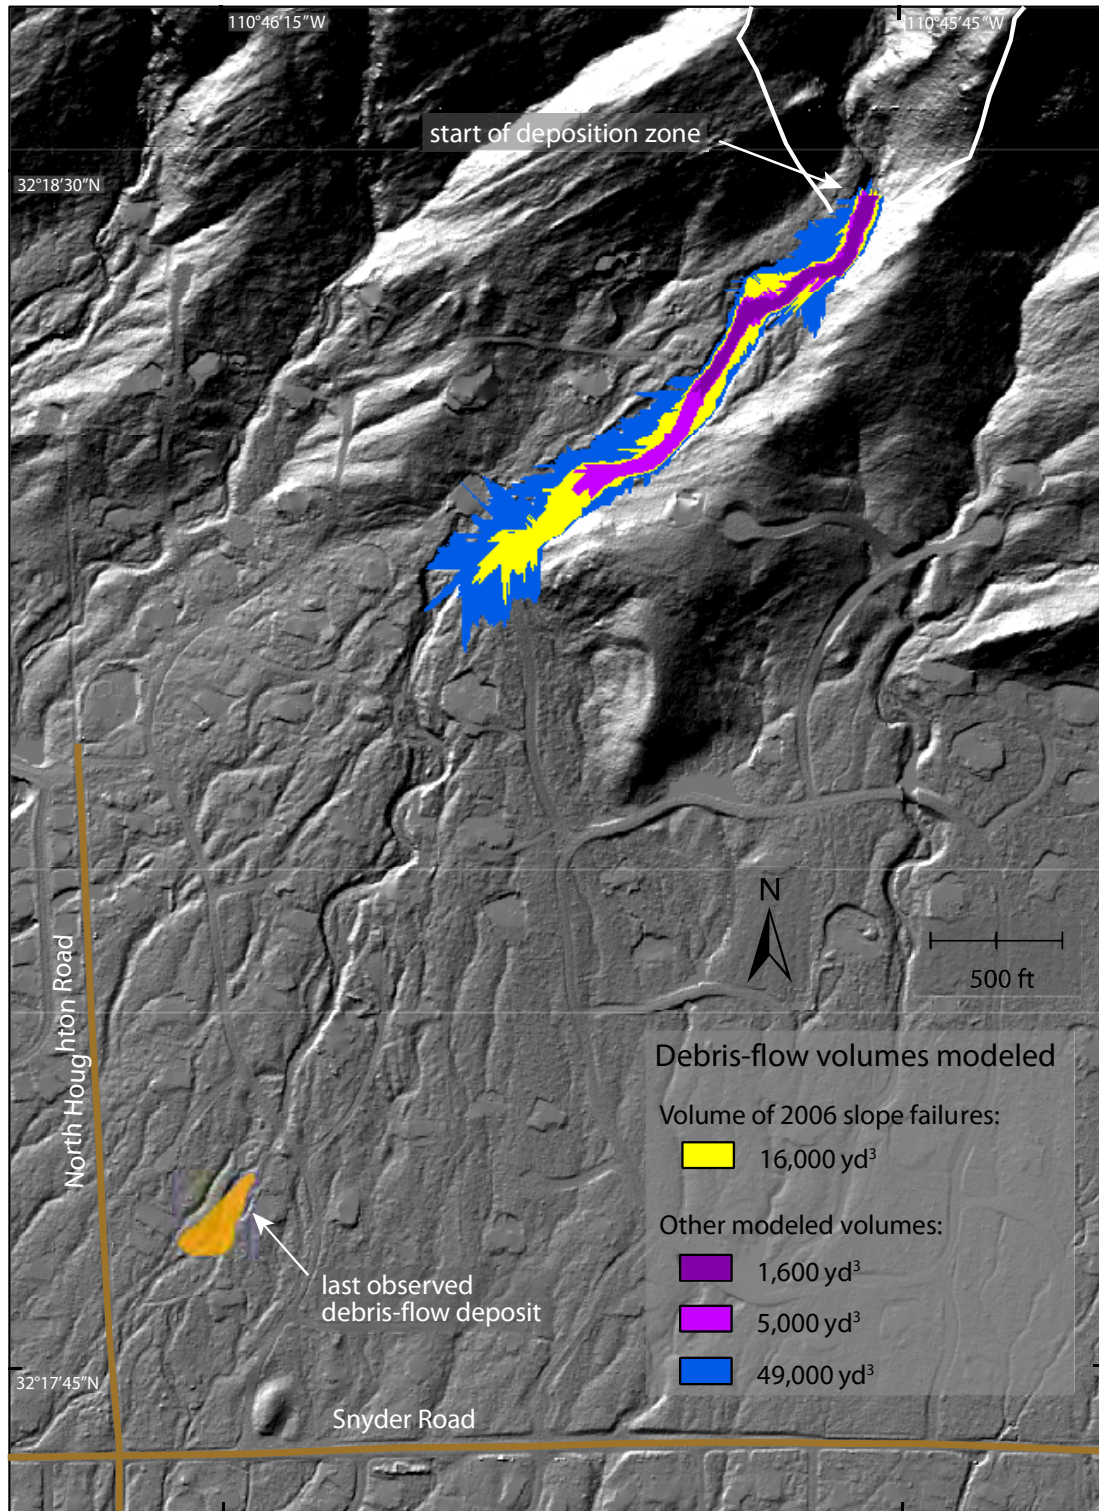 110°46′15″W
110°45′45″W
start of deposition zone
32°18′30″N
N
500 ft
North Houghton Road
Debris-flow volumes modeled
Volume of 2006 slope failures:
16,000 yd³
Other modeled volumes:
1,600 yd³
5,000 yd³
49,000 yd³
last observed
debris-flow deposit
32°17′45″N
Snyder Road